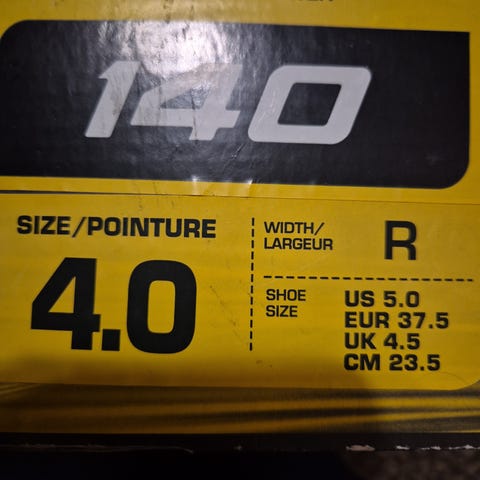 140
SIZE/POINTURE
4.0
WIDTH/
LARGEUR
R
SHOE
SIZE
US 5.0
EUR 37.5
UK 4.5
CM 23.5